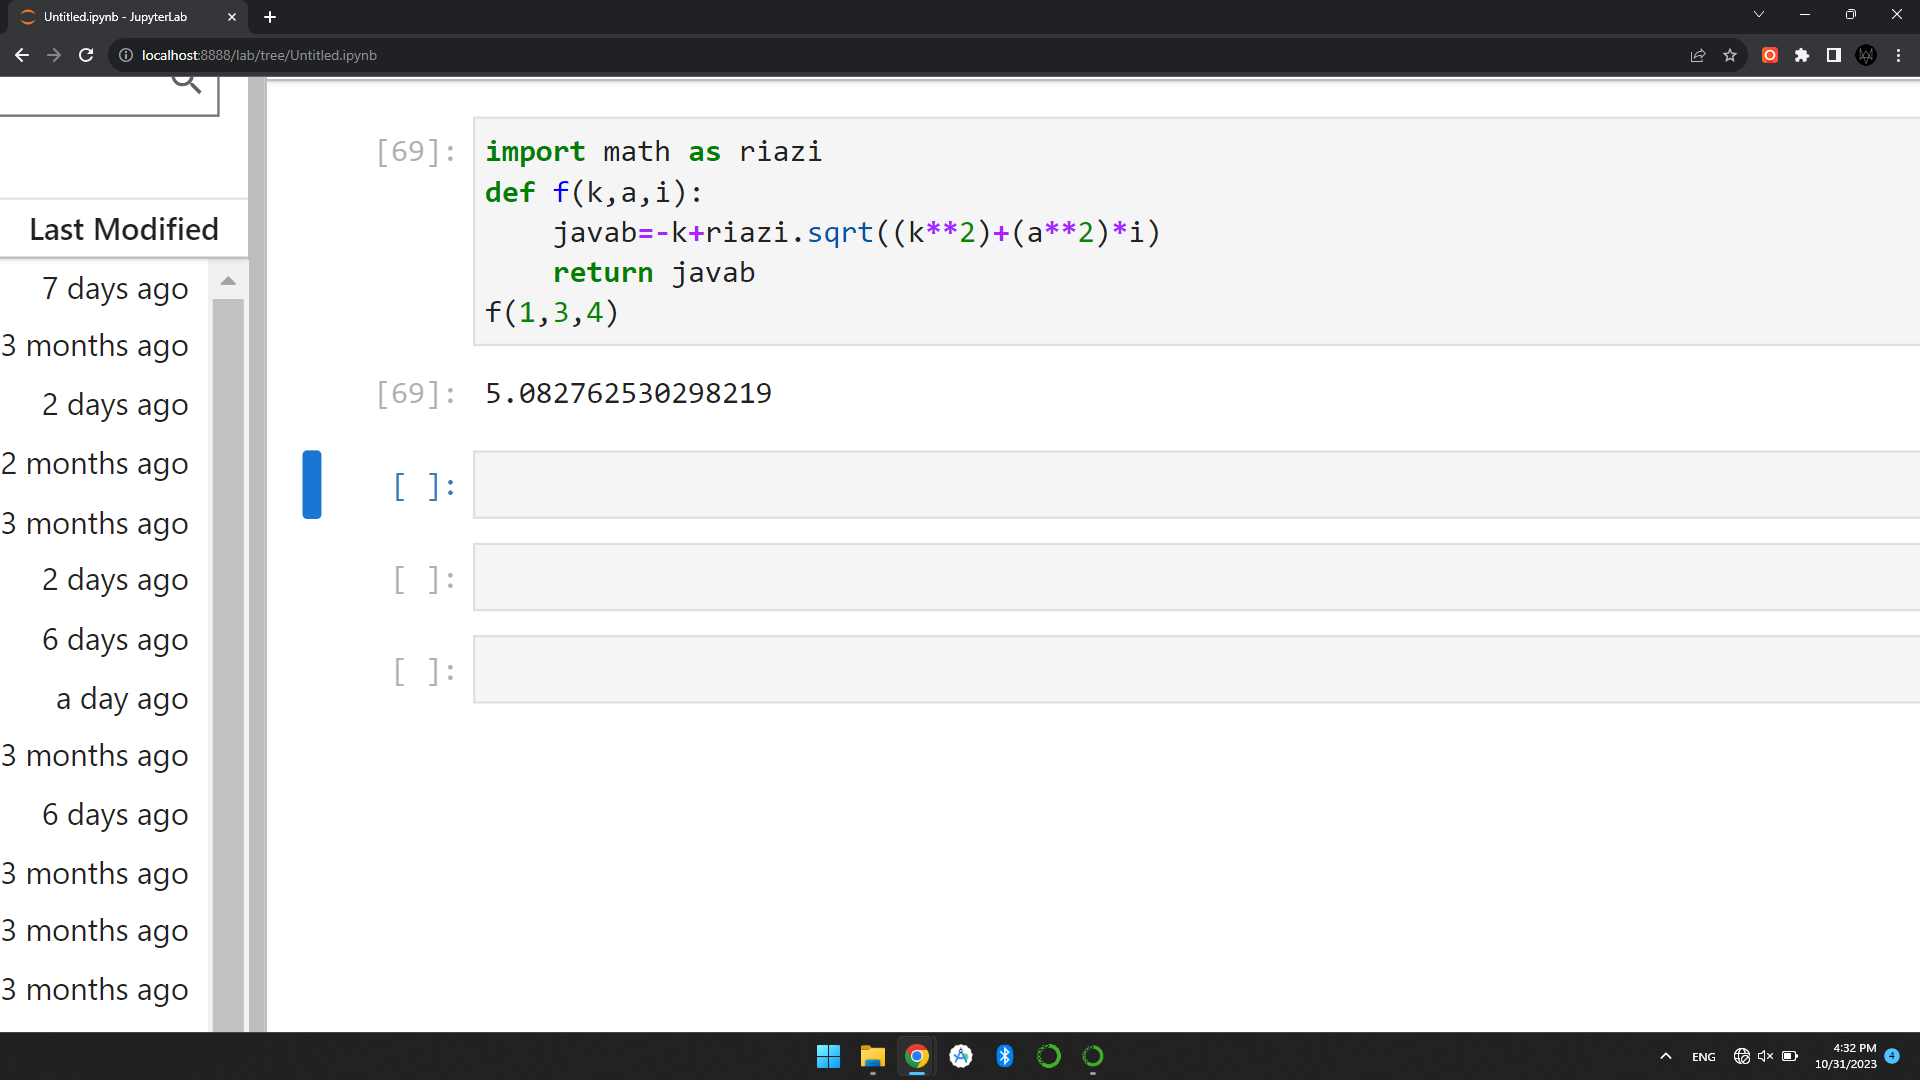 Untitled.ipynb - JupyterLab
localhost:8888/lab/tree/Untitled.ipynb
Last Modified
7 days ago
3 months ago
2 days ago
2 months ago
3 months ago
2 days ago
6 days ago
a day ago
3 months ago
6 days ago
3 months ago
3 months ago
3 months ago
[69]:
import math as riazi
def f(k,a,i):
    javab=-k+riazi.sqrt((k**2)+(a**2)*i)
    return javab
f(1,3,4)
[69]: 5.082762530298219
[ ]:
[ ]:
[ ]:
ENG
4:32 PM
10/31/2023
4